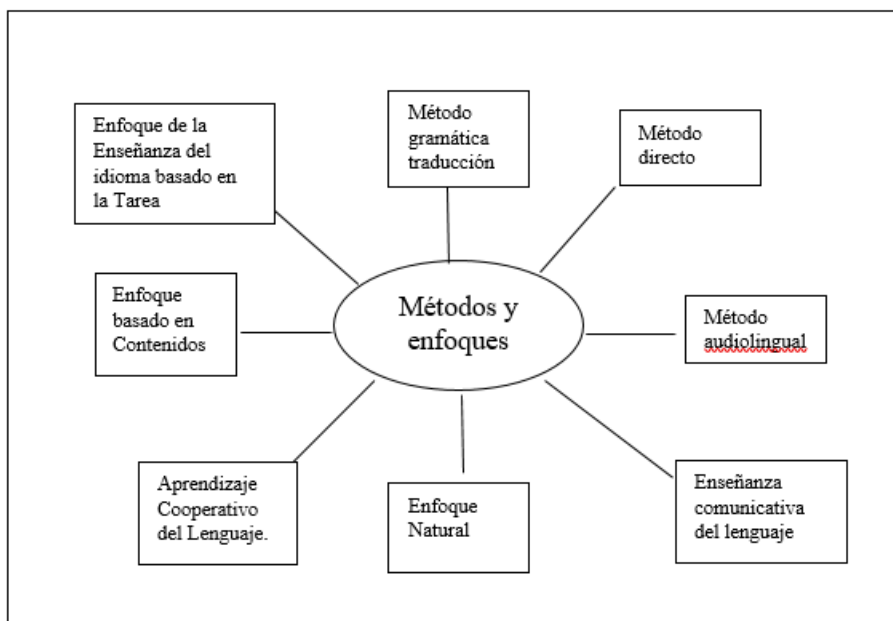 Enfoque de la
Enseñanza del
idioma basado en
la Tarea
Método
gramática
traducción
Método
directo
Enfoque
basado en
Contenidos
Métodos y
enfoques
Método
audiolingual
Aprendizaje
Cooperativo
del Lenguaje.
Enfoque
Natural
Enseñanza
comunicativa
del lenguaje